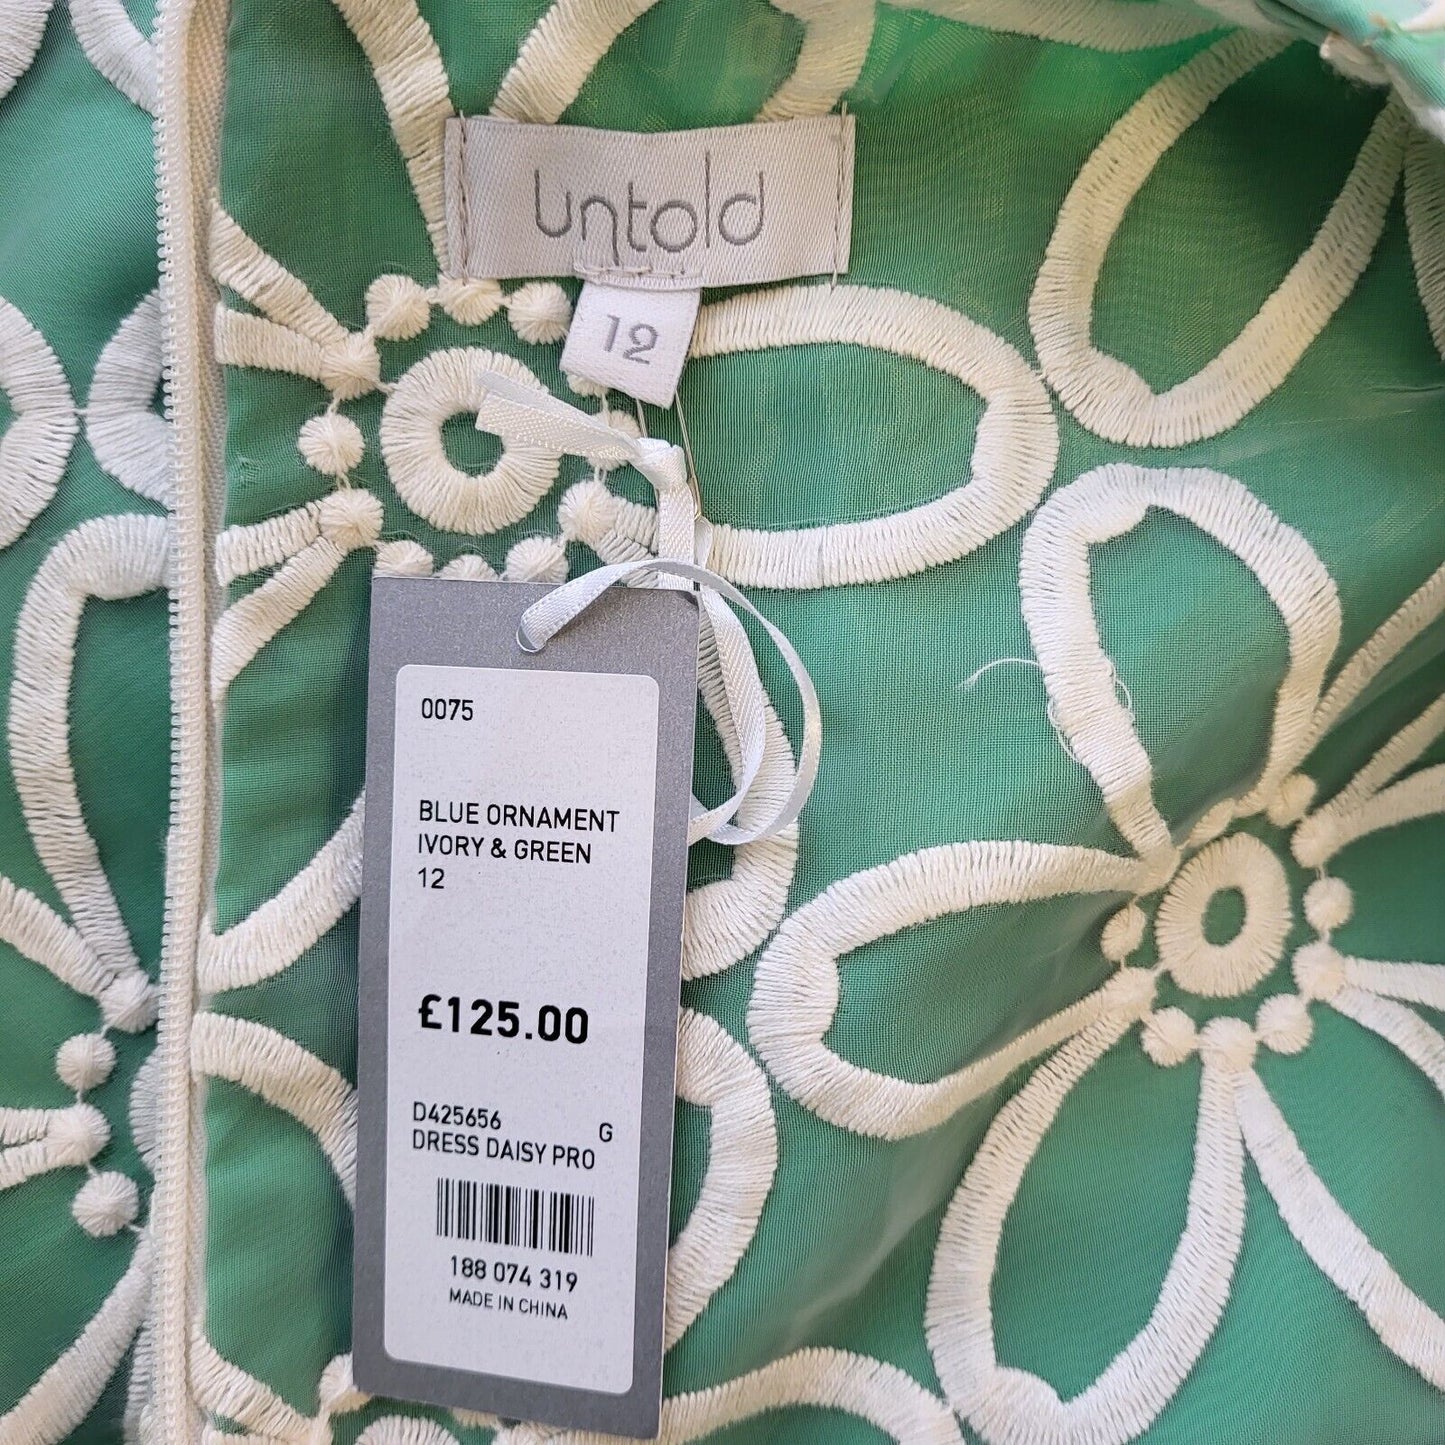 untold
12
0075
BLUE ORNAMENT
IVORY & GREEN
12
£125.00
D425656 G
DRESS DAISY PRO
188 074 319
MADE IN CHINA